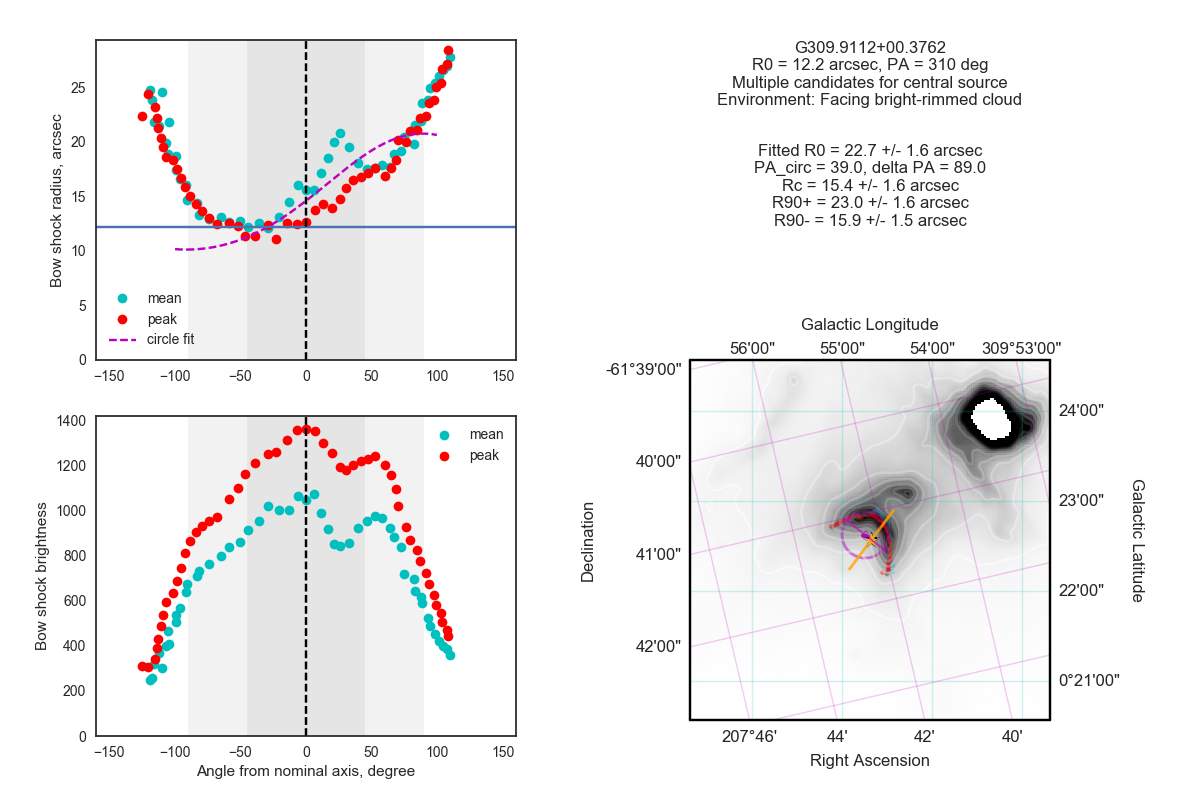 G309.9112+00.3762
R0 = 12.2 arcsec, PA = 310 deg
Multiple candidates for central source
Environment: Facing bright-rimmed cloud
Fitted R0 = 22.7 +/- 1.6 arcsec
PA_circ = 39.0, delta PA = 89.0
Rc = 15.4 +/- 1.6 arcsec
R90+ = 23.0 +/- 1.6 arcsec
R90- = 15.9 +/- 1.5 arcsec
Bow shock radius, arcsec
25
20
15
10
5
0
−150 −100 −50 0 50 100 150
mean
peak
circle fit
Bow shock brightness
1400
1200
1000
800
600
400
200
0
−150 −100 −50 0 50 100 150
Angle from nominal axis, degree
mean
peak
Galactic Longitude
56'00" 55'00" 54'00" 309°53'00"
-61°39'00"
40'00"
41'00"
42'00"
Declination
24'00"
23'00"
22'00"
0°21'00"
Galactic Latitude
207°46' 44' 42' 40'
Right Ascension